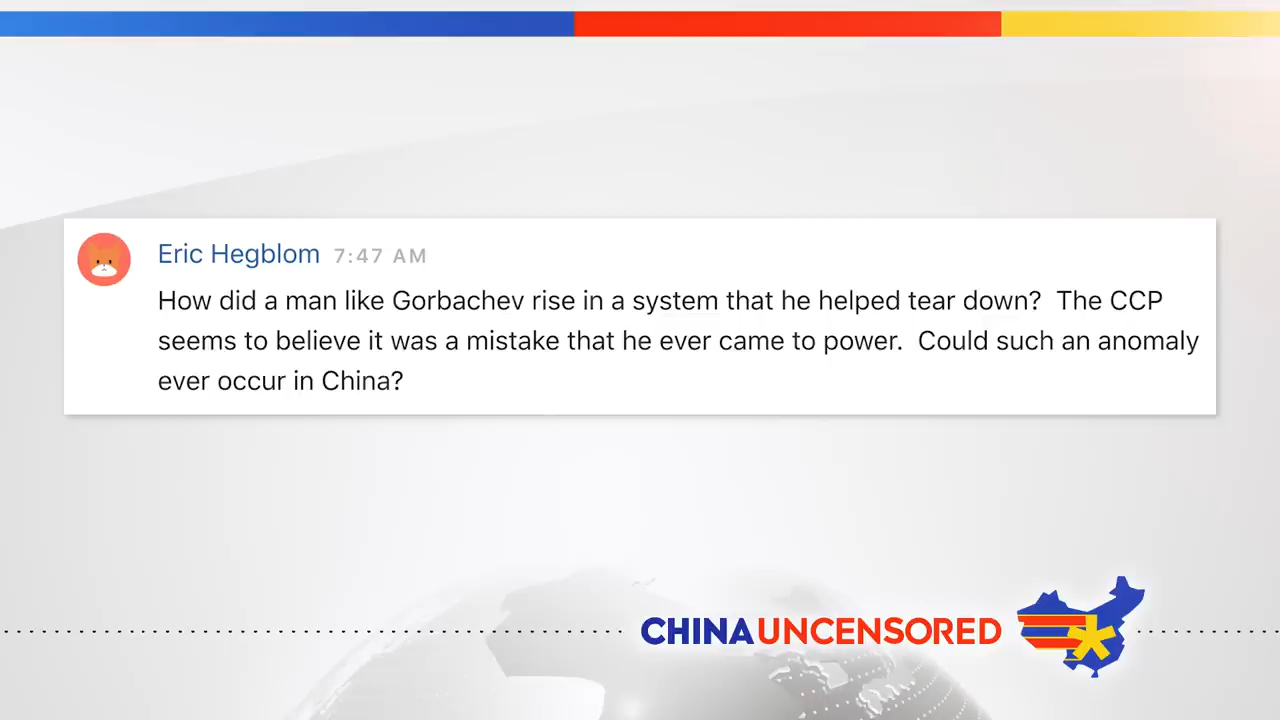 Eric Hegblom 7:47 AM
How did a man like Gorbachev rise in a system that he helped tear down?  The CCP
seems to believe it was a mistake that he ever came to power.  Could such an anomaly
ever occur in China?
CHINA UNCENSORED